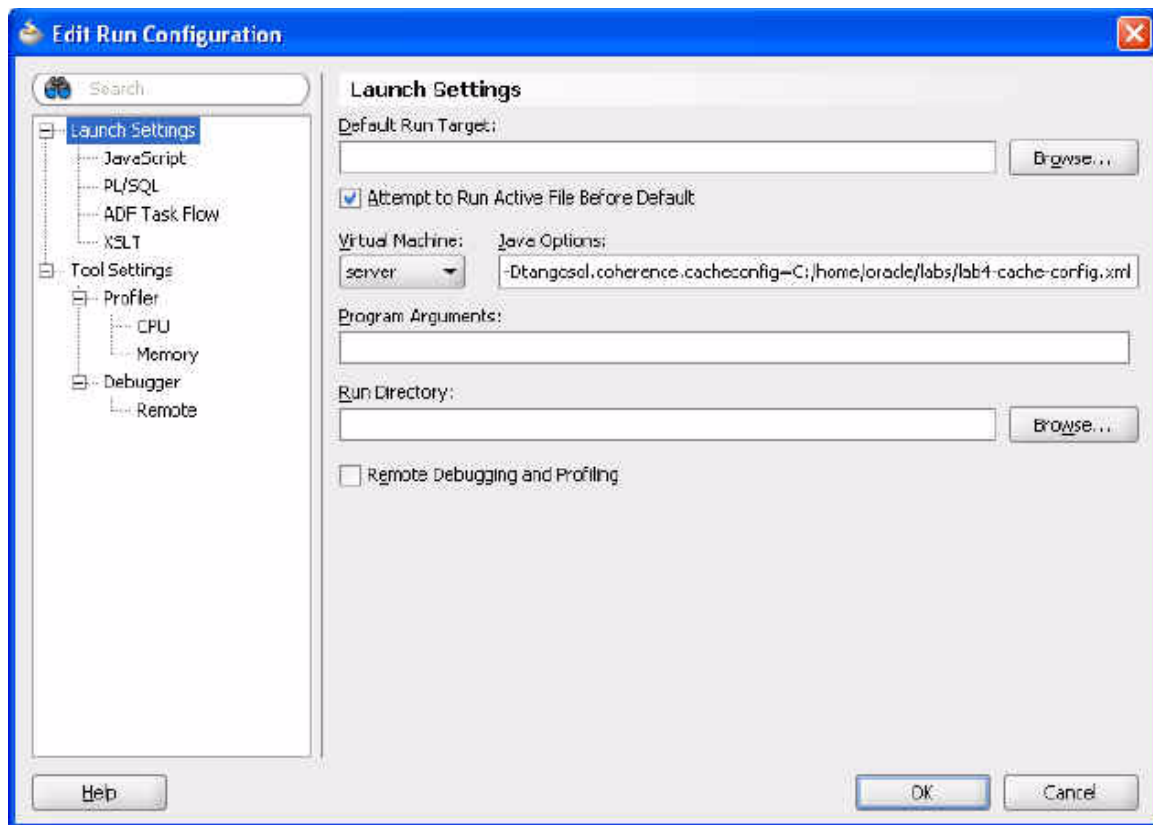 Edit Run Configuration
Search
Launch Settings
JavaScript
PL/SQL
ADF Task Flow
XSLT
Tool Settings
Profiler
CPU
Memory
Debugger
Remote
Launch Settings
Default Run Target:
Browse...
Attempt to Run Active File Before Default
Virtual Machine: Java Options:
server -Dtangosol.coherence.cacheconfig=C:/home/oracle/labs/lab4-cache-config.xml
Program Arguments:
Run Directory:
Browse...
Remote Debugging and Profiling
Help OK Cancel